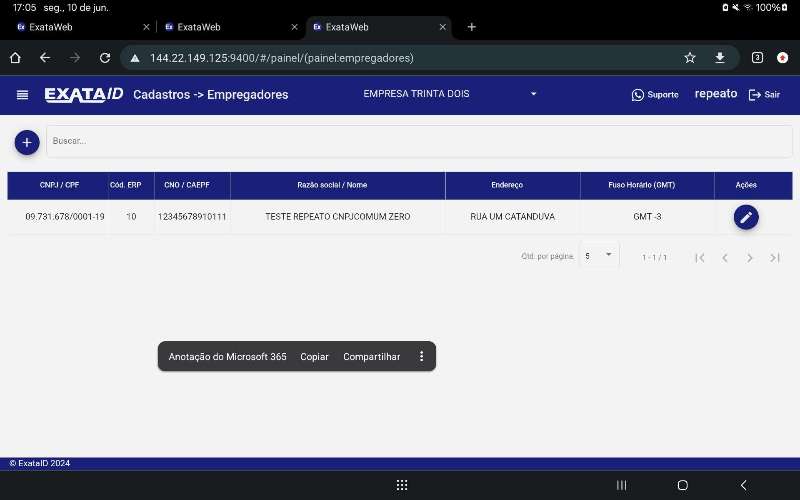 17:05 seg., 10 de jun. 100%
Ex ExataWeb Ex ExataWeb Ex ExataWeb
144.22.149.125:9400/#/painel/(painel:empregadores) 3
EXATAID Cadastros -> Empregadores EMPRESA TRINTA DOIS Suporte repeato Sair
Buscar...
CNPJ / CPF Cód. ERP CNO / CAEPF Razão social / Nome Endereço Fuso Horário (GMT) Ações
09.731.678/0001-19 10 12345678910111 TESTE REPEATO CNPJCOMUM ZERO RUA UM CATANDUVA GMT -3
Qtd. por página: 5 1 - 1 / 1
Anotação do Microsoft 365 Copiar Compartilhar
© ExataID 2024